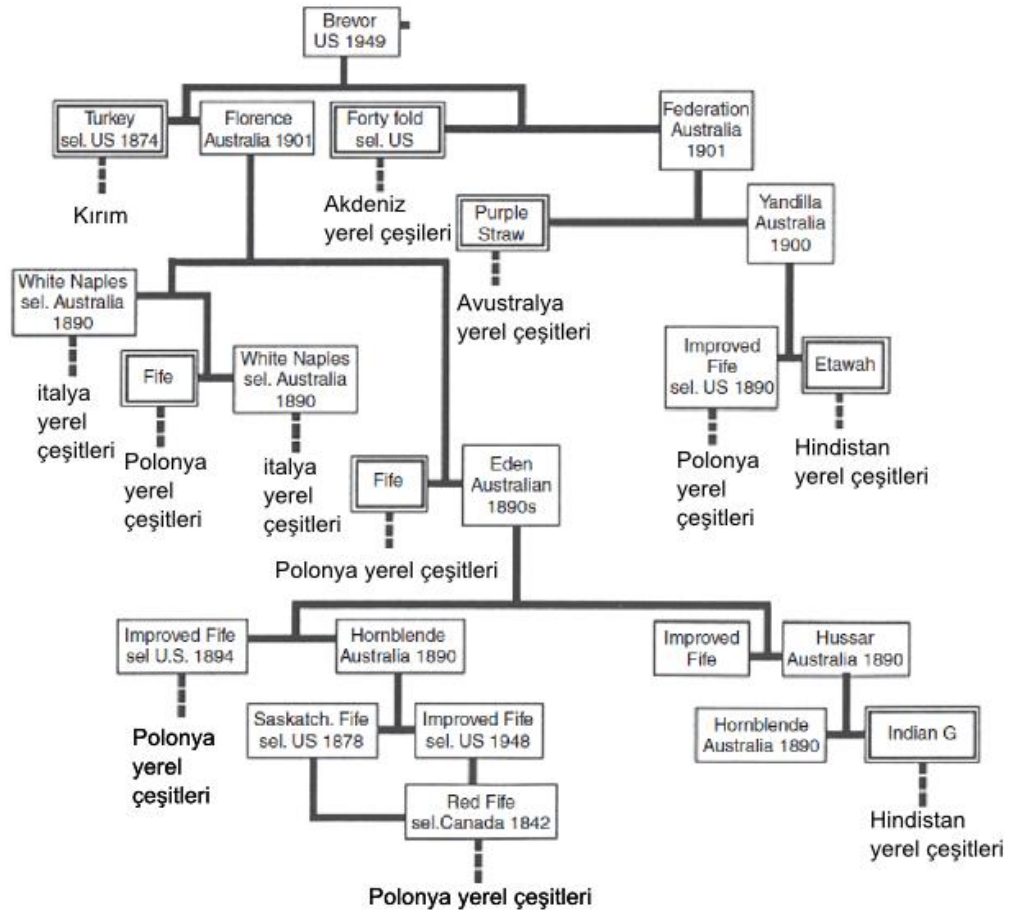 Brevor
US 1949
Turkey
sel. US 1874
Florence
Australia 1901
Forty fold
sel. US
Federation
Australia
1901
Kırım
Akdeniz
yerel çeşileri
Purple
Straw
Yandilla
Australia
1900
White Naples
sel. Australia
1890
Avustralya
yerel çeşitleri
Fife
White Naples
sel. Australia
1890
Improved
Fife
sel. US 1890
Etawah
italya
yerel
çeşitleri
Polonya
yerel
çeşitleri
italya
yerel
çeşitleri
Fife
Eden
Australian
1890s
Polonya
yerel
çeşitleri
Hindistan
yerel çeşitleri
Polonya yerel çeşitleri
Improved Fife
sel U.S. 1894
Hornblende
Australia 1890
Improved
Fife
Hussar
Australia 1890
Polonya
yerel
çeşitleri
Saskatch. Fife
sel. US 1878
Improved Fife
sel. US 1948
Hornblende
Australia 1890
Indian G
Red Fife
sel.Canada 1842
Hindistan
yerel çeşitleri
Polonya yerel çeşitleri